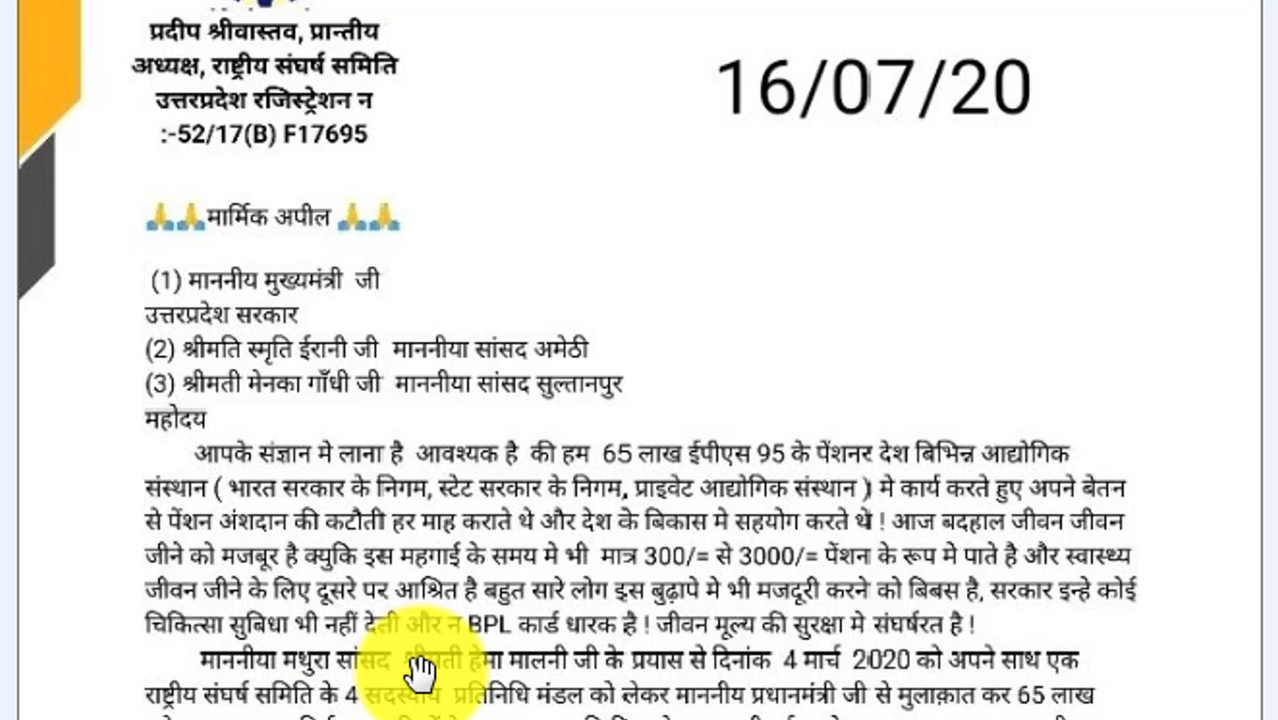 प्रदीप श्रीवास्तव, प्रान्तीय
अध्यक्ष, राष्ट्रीय संघर्ष समिति
उत्तरप्रदेश रजिस्ट्रेशन न
:-52/17(B) F17695
16/07/20
🙏🙏मार्मिक अपील 🙏🙏
(1) माननीय मुख्यमंत्री जी
उत्तरप्रदेश सरकार
(2) श्रीमति स्मृति ईरानी जी माननीया सांसद अमेठी
(3) श्रीमती मेनका गाँधी जी माननीया सांसद सुल्तानपुर
महोदय
आपके संज्ञान मे लाना है आवश्यक है की हम 65 लाख ईपीएस 95 के पेंशनर देश बिभिन्न आद्योगिक
संस्थान ( भारत सरकार के निगम, स्टेट सरकार के निगम, प्राइवेट आद्योगिक संस्थान ) मे कार्य करते हुए अपने बेतन
से पेंशन अंशदान की कटौती हर माह कराते थे और देश के बिकास मे सहयोग करते थे ! आज बदहाल जीवन जीवन
जीने को मजबूर है क्युकि इस महगाई के समय मे भी मात्र 300/= से 3000/= पेंशन के रूप मे पाते है और स्वास्थ्य
जीवन जीने के लिए दूसरे पर आश्रित है बहुत सारे लोग इस बुढ़ापे मे भी मजदूरी करने को बिबस है, सरकार इन्हे कोई
चिकित्सा सुबिधा भी नहीं देती और न BPL कार्ड धारक है ! जीवन मूल्य की सुरक्षा मे संघर्षरत है !
माननीया मथुरा सांसद श्रीमती हेमा मालनी जी के प्रयास से दिनांक 4 मार्च 2020 को अपने साथ एक
राष्ट्रीय संघर्ष समिति के 4 सदस्यीय प्रतिनिधि मंडल को लेकर माननीय प्रधानमंत्री जी से मुलाक़ात कर 65 लाख